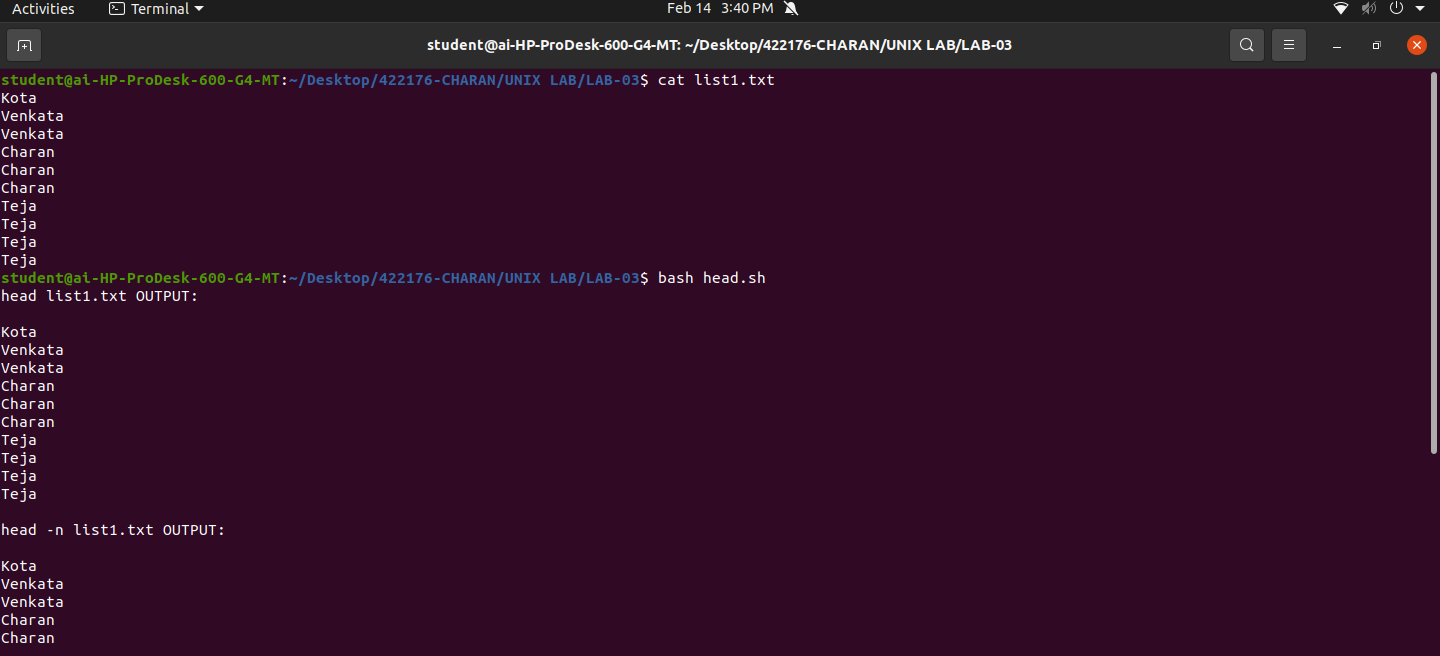 Activities Terminal Feb 14 3:40 PM
student@ai-HP-ProDesk-600-G4-MT: ~/Desktop/422176-CHARAN/UNIX LAB/LAB-03
student@ai-HP-ProDesk-600-G4-MT:~/Desktop/422176-CHARAN/UNIX LAB/LAB-03$ cat list1.txt
Kota
Venkata
Venkata
Charan
Charan
Charan
Teja
Teja
Teja
Teja
student@ai-HP-ProDesk-600-G4-MT:~/Desktop/422176-CHARAN/UNIX LAB/LAB-03$ bash head.sh
head list1.txt OUTPUT:
Kota
Venkata
Venkata
Charan
Charan
Charan
Teja
Teja
Teja
Teja
head -n list1.txt OUTPUT:
Kota
Venkata
Venkata
Charan
Charan